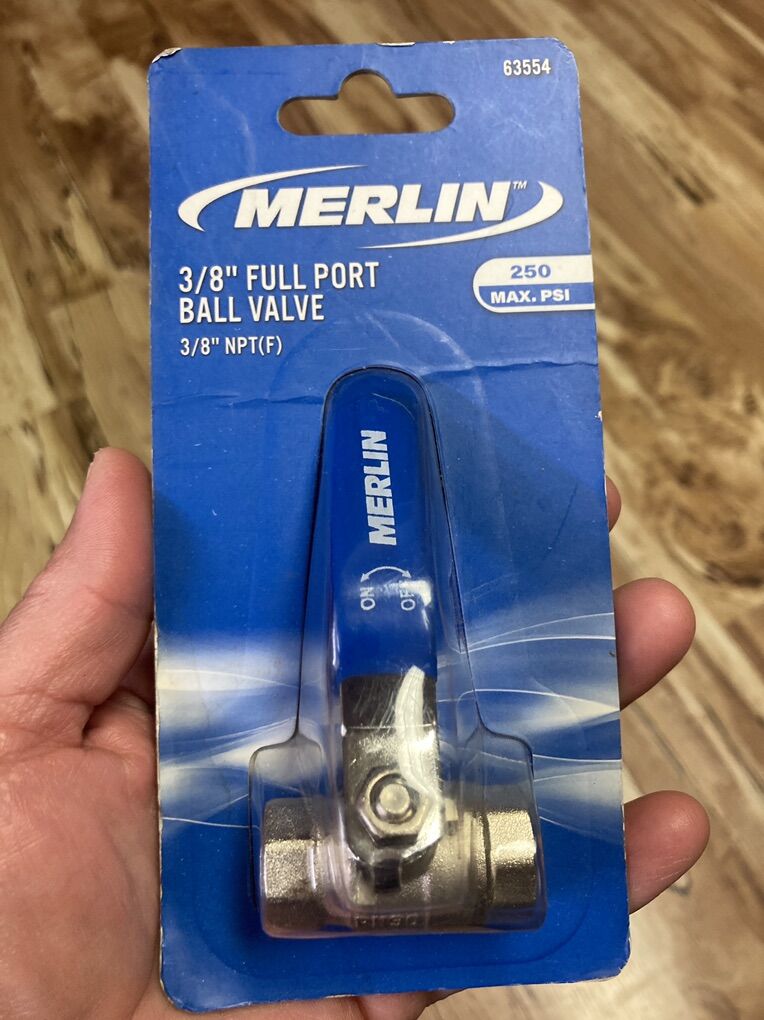 63554
MERLIN™
3/8" FULL PORT
BALL VALVE
3/8" NPT(F)
250
MAX. PSI
MERLIN
ON OFF